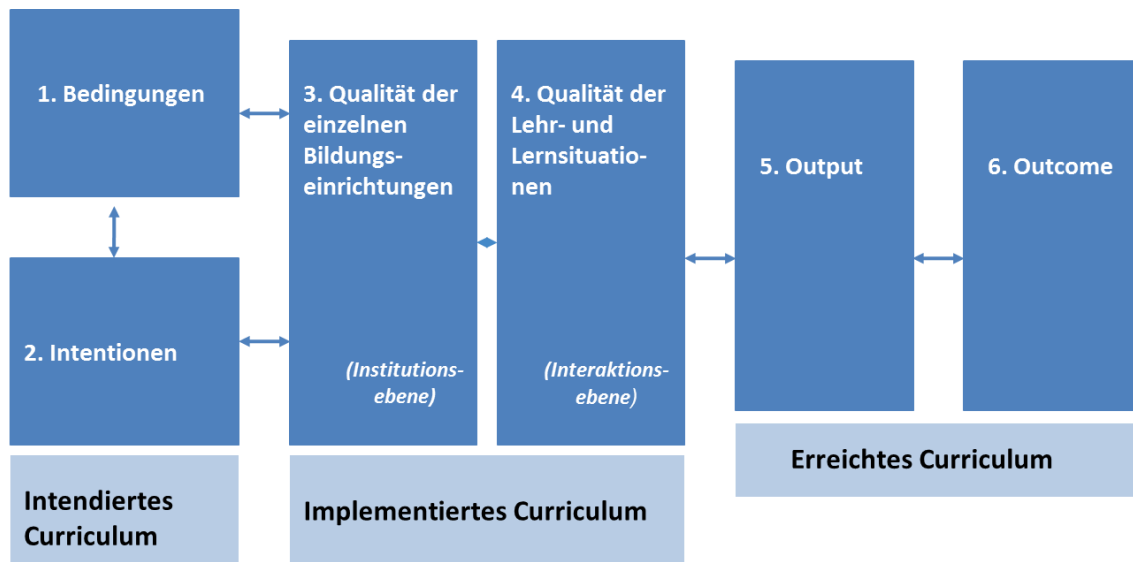 1. Bedingungen
2. Intentionen
Intendiertes
Curriculum
3. Qualität der
einzelnen
Bildungs-
einrichtungen
(Institutions-
ebene)
4. Qualität der
Lehr- und
Lernsituatio-
nen
(Interaktions-
ebene)
Implementiertes Curriculum
5. Output
6. Outcome
Erreichtes Curriculum